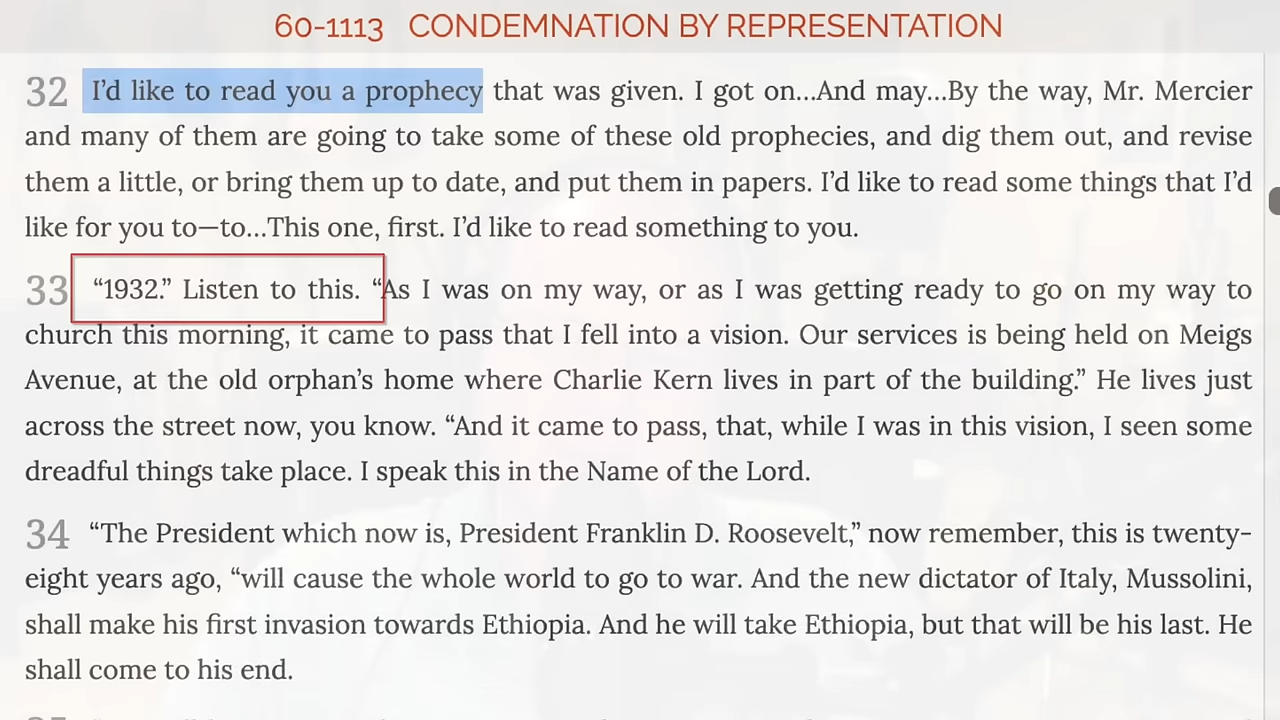 60-1113 CONDEMNATION BY REPRESENTATION
32 I’d like to read you a prophecy that was given. I got on...And may...By the way, Mr. Mercier
and many of them are going to take some of these old prophecies, and dig them out, and revise
them a little, or bring them up to date, and put them in papers. I’d like to read some things that I’d
like for you to—to...This one, first. I’d like to read something to you.
33 “1932.” Listen to this. “As I was on my way, or as I was getting ready to go on my way to
church this morning, it came to pass that I fell into a vision. Our services is being held on Meigs
Avenue, at the old orphan’s home where Charlie Kern lives in part of the building.” He lives just
across the street now, you know. “And it came to pass, that, while I was in this vision, I seen some
dreadful things take place. I speak this in the Name of the Lord.
34 “The President which now is, President Franklin D. Roosevelt,” now remember, this is twenty-
eight years ago, “will cause the whole world to go to war. And the new dictator of Italy, Mussolini,
shall make his first invasion towards Ethiopia. And he will take Ethiopia, but that will be his last. He
shall come to his end.